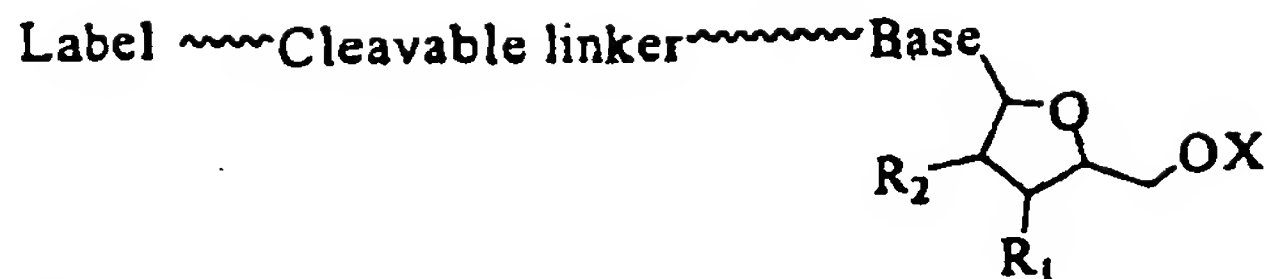 Label Cleavable linker Base
O
OX
R₂
R₁